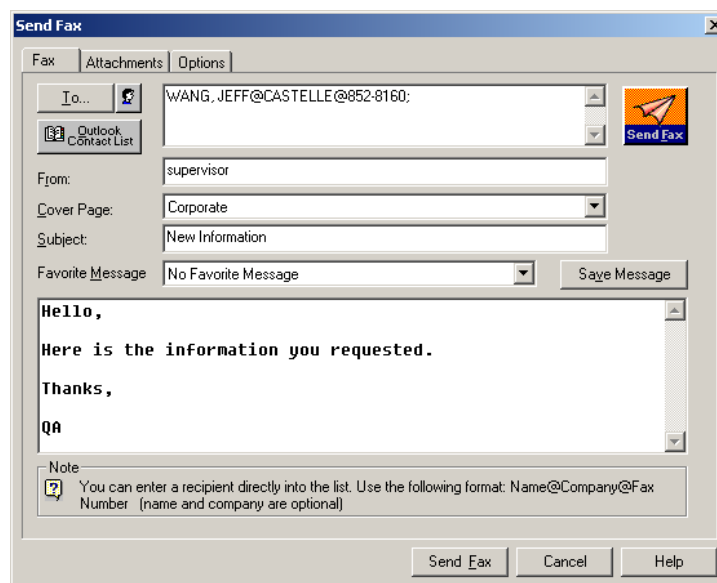 Send Fax
Fax Attachments Options
To...
WANG, JEFF@CASTELLE@852-8160;
Send Fax
Outlook
Contact List
From: supervisor
Cover Page: Corporate
Subject: New Information
Favorite Message No Favorite Message Save Message
Hello,
Here is the information you requested.
Thanks,
QA
Note
You can enter a recipient directly into the list. Use the following format: Name@Company@Fax
Number (name and company are optional)
Send Fax Cancel Help